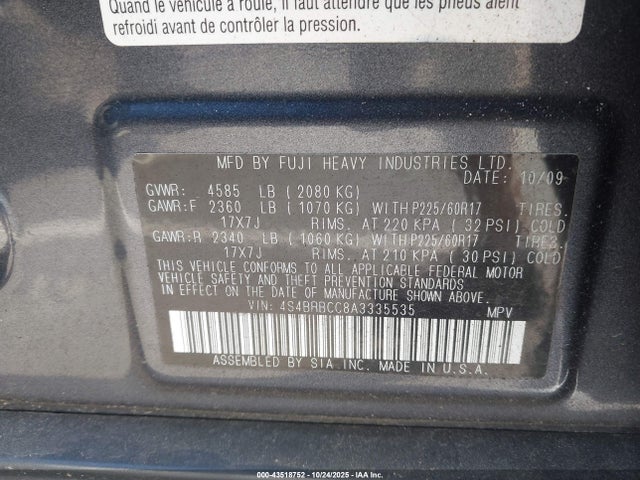 Quand le véhicule a roulé, il faut attendre que les pneus aient
refroidi avant de contrôler la pression.
MFD BY FUJI HEAVY INDUSTRIES LTD.
DATE: 10/09
GVWR: 4585 LB (2080 KG)
GAWR:F 2360 LB (1070 KG) WITH P225/60R17 TIRES.
17X7J RIMS. AT 220 KPA (32 PSI) COLD
GAWR:R 2340 LB (1060 KG) WITH P225/60R17 TIRES.
17X7J RIMS. AT 210 KPA (30 PSI) COLD
THIS VEHICLE CONFORMS TO ALL APPLICABLE FEDERAL MOTOR
VEHICLE SAFETY AND THEFT PREVENTION STANDARDS
IN EFFECT ON THE DATE OF MANUFACTURE SHOWN ABOVE.
VIN: 4S4BRBCC8A3335535 MPV
ASSEMBLED BY SIA INC. MADE IN U.S.A.
000-43518752 - 10/24/2025 - IAA Inc.